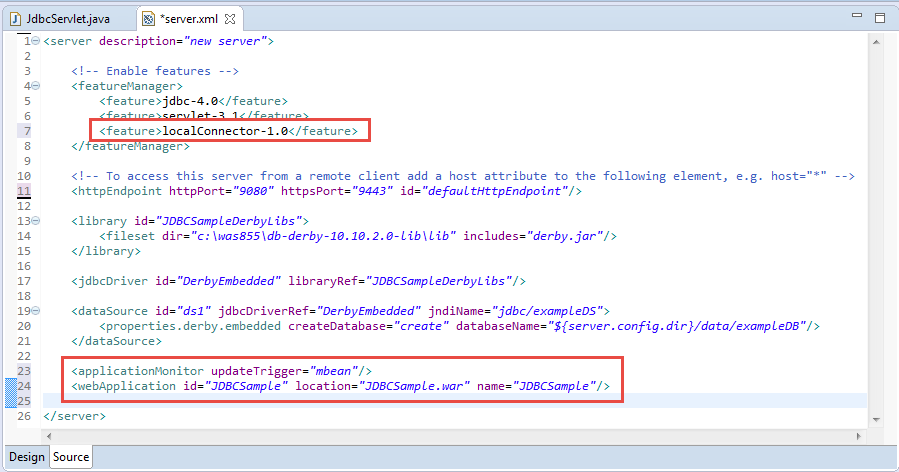 JdbcServlet.java
*server.xml
1 <server description="new server">
2
3 <!-- Enable features -->
4 <featureManager>
5 <feature>jdbc-4.0</feature>
6 <feature>servlet-3.1</feature>
7 <feature>localConnector-1.0</feature>
8 </featureManager>
9
10 <!-- To access this server from a remote client add a host attribute to the following element, e.g. host="*" -->
11 <httpEndpoint httpPort="9080" httpsPort="9443" id="defaultHttpEndpoint"/>
12
13 <library id="JDBCSampleDerbyLibs">
14 <fileset dir="c:\was855\db-derby-10.10.2.0-lib\lib" includes="derby.jar"/>
15 </library>
16
17 <jdbcDriver id="DerbyEmbedded" libraryRef="JDBCSampleDerbyLibs"/>
18
19 <dataSource id="ds1" jdbcDriverRef="DerbyEmbedded" jndiName="jdbc/exampleDS">
20 <properties.derby.embedded createDatabase="create" databaseName="${server.config.dir}/data/exampleDB"/>
21 </dataSource>
22
23 <applicationMonitor updateTrigger="mbean"/>
24 <webApplication id="JDBCSample" location="JDBCSample.war" name="JDBCSample"/>
25
26 </server>
Design Source